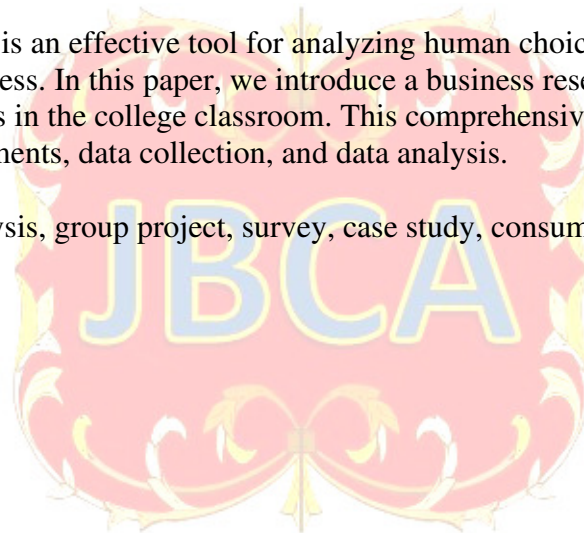 is an effective tool for analyzing human choic
ess. In this paper, we introduce a business rese
s in the college classroom. This comprehensiv
ents, data collection, and data analysis.
ysis, group project, survey, case study, consum
JBCA